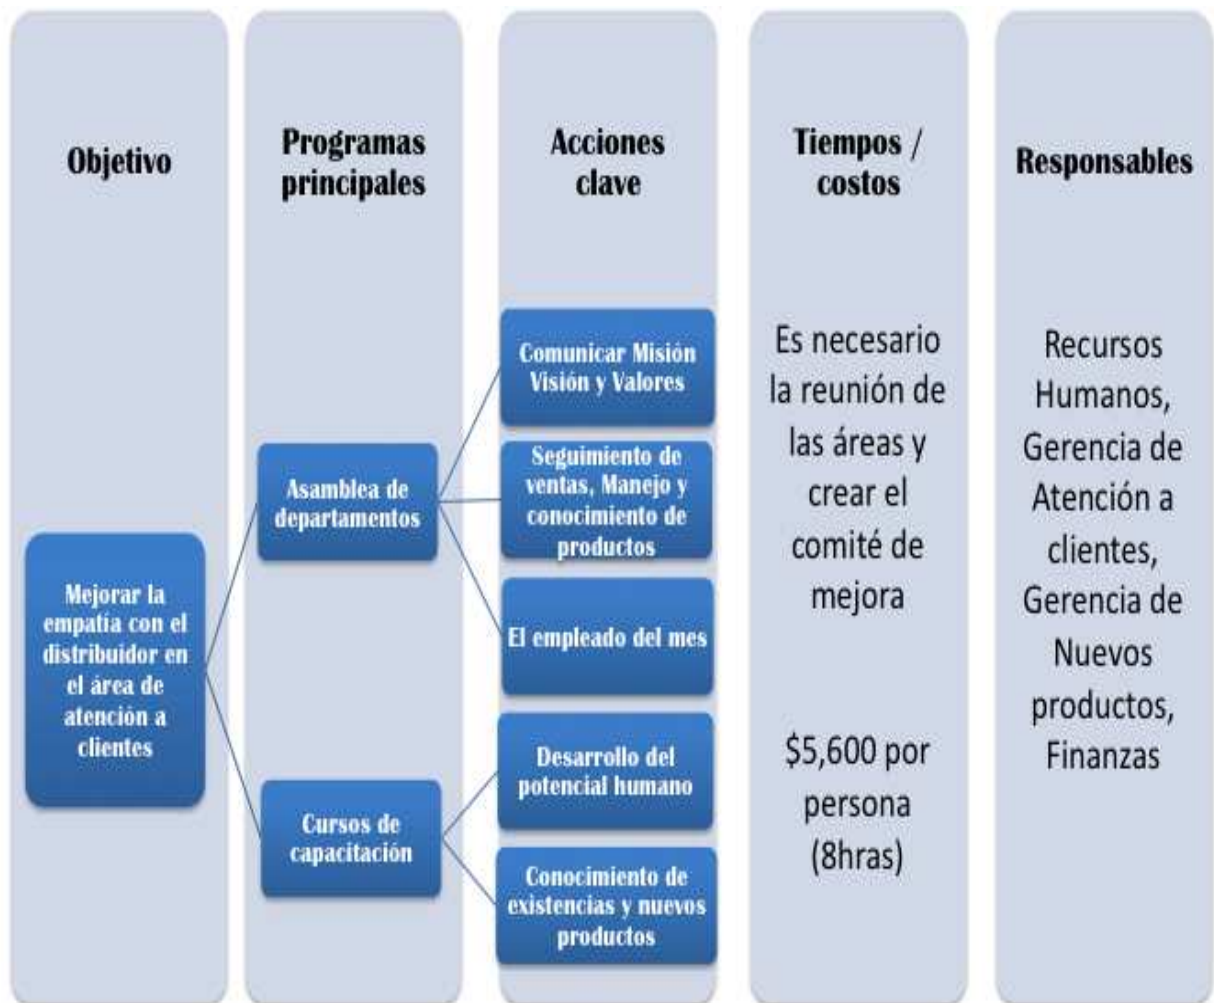 Objetivo
Programas
principales
Acciones
clave
Tiempos /
costos
Responsables
Mejorar la
empatía con el
distribuidor en
el área de
atención a
clientes
Asamblea de
departamentos
Cursos de
capacitación
Comunicar Misión
Visión y Valores
Seguimiento de
ventas, Manejo y
conocimiento de
productos
El empleado del mes
Desarrollo del
potencial humano
Conocimiento de
existencias y nuevos
productos
Es necesario
la reunión de
las áreas y
crear el
comité de
mejora
$5,600 por
persona
(8hras)
Recursos
Humanos,
Gerencia de
Atención a
clientes,
Gerencia de
Nuevos
productos,
Finanzas